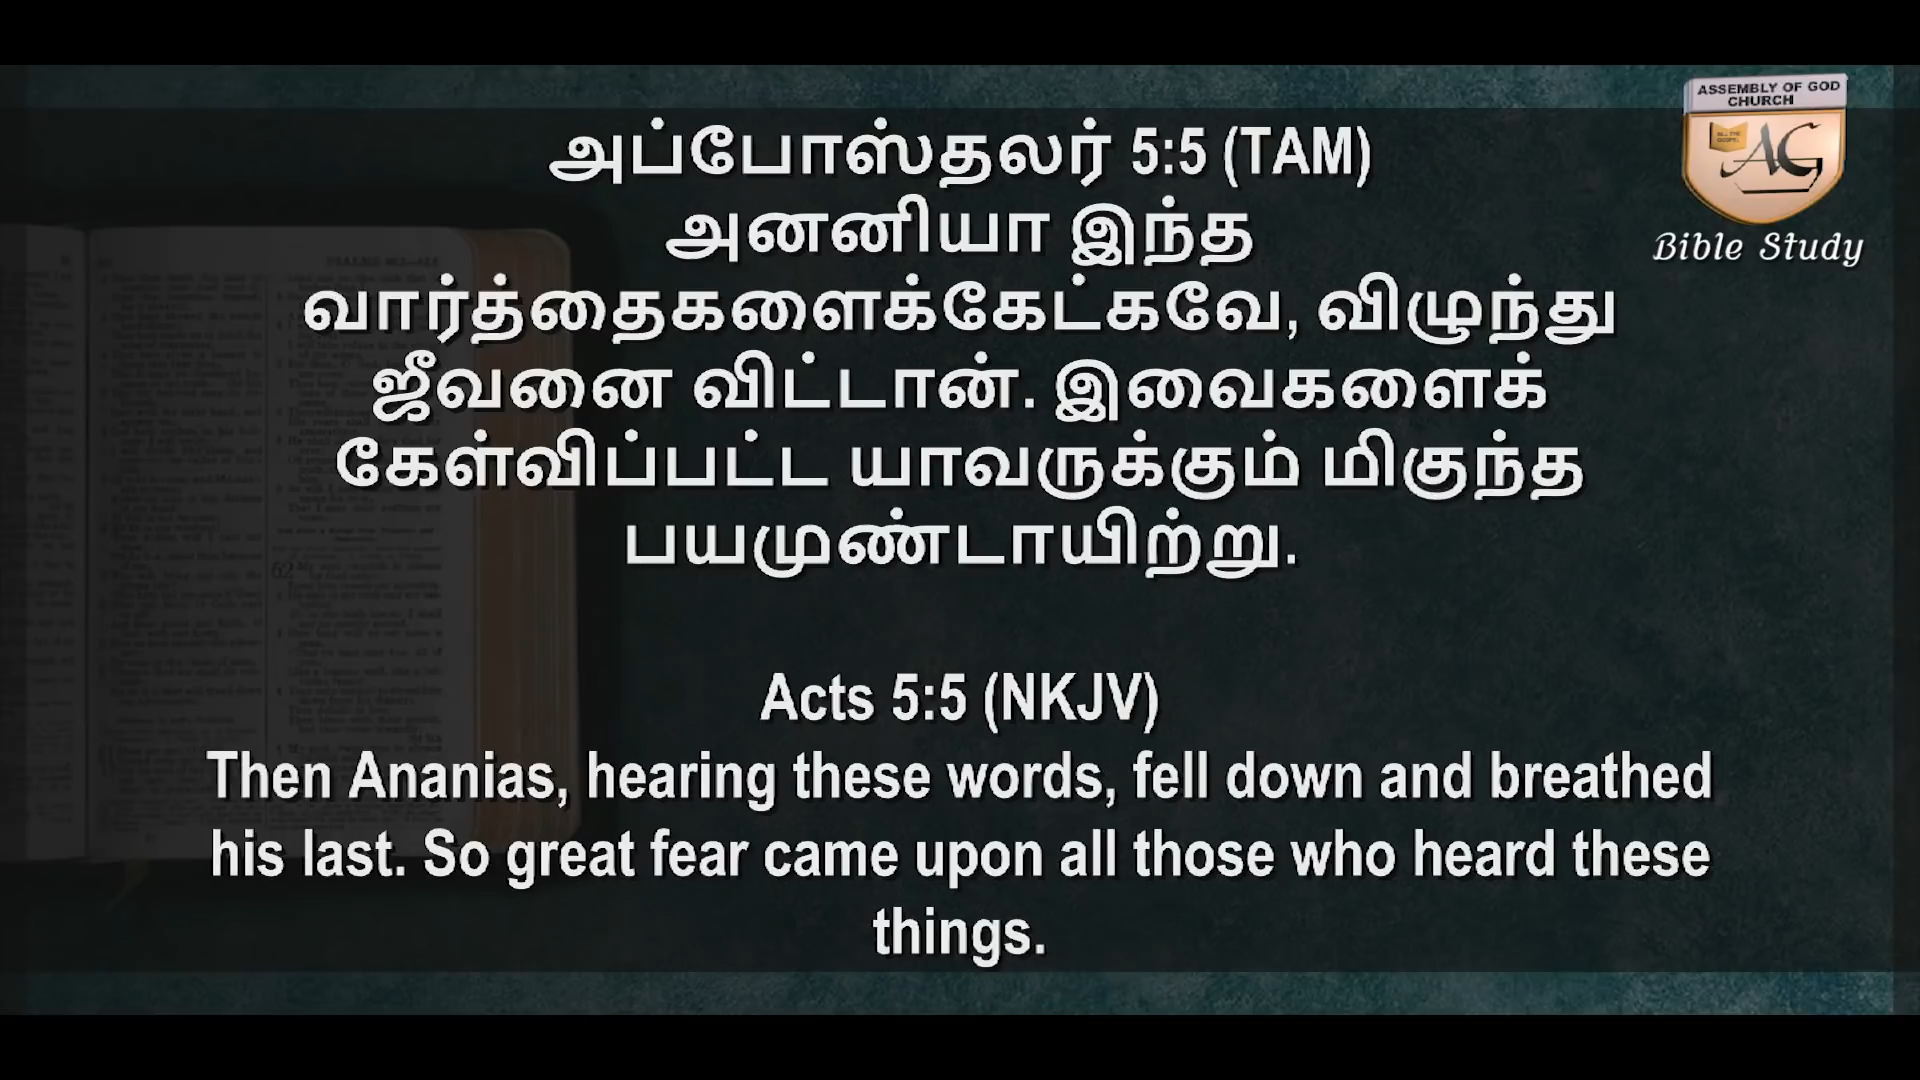 ASSEMBLY OF GOD
CHURCH
AG
Bible Study
அப்போஸ்தலர் 5:5 (TAM)
அனனியா இந்த
வார்த்தைகளைக்கேட்கவே, விழுந்து
ஜீவனை விட்டான். இவைகளைக்
கேள்விப்பட்ட யாவருக்கும் மிகுந்த
பயமுண்டாயிற்று.
Acts 5:5 (NKJV)
Then Ananias, hearing these words, fell down and breathed
his last. So great fear came upon all those who heard these
things.